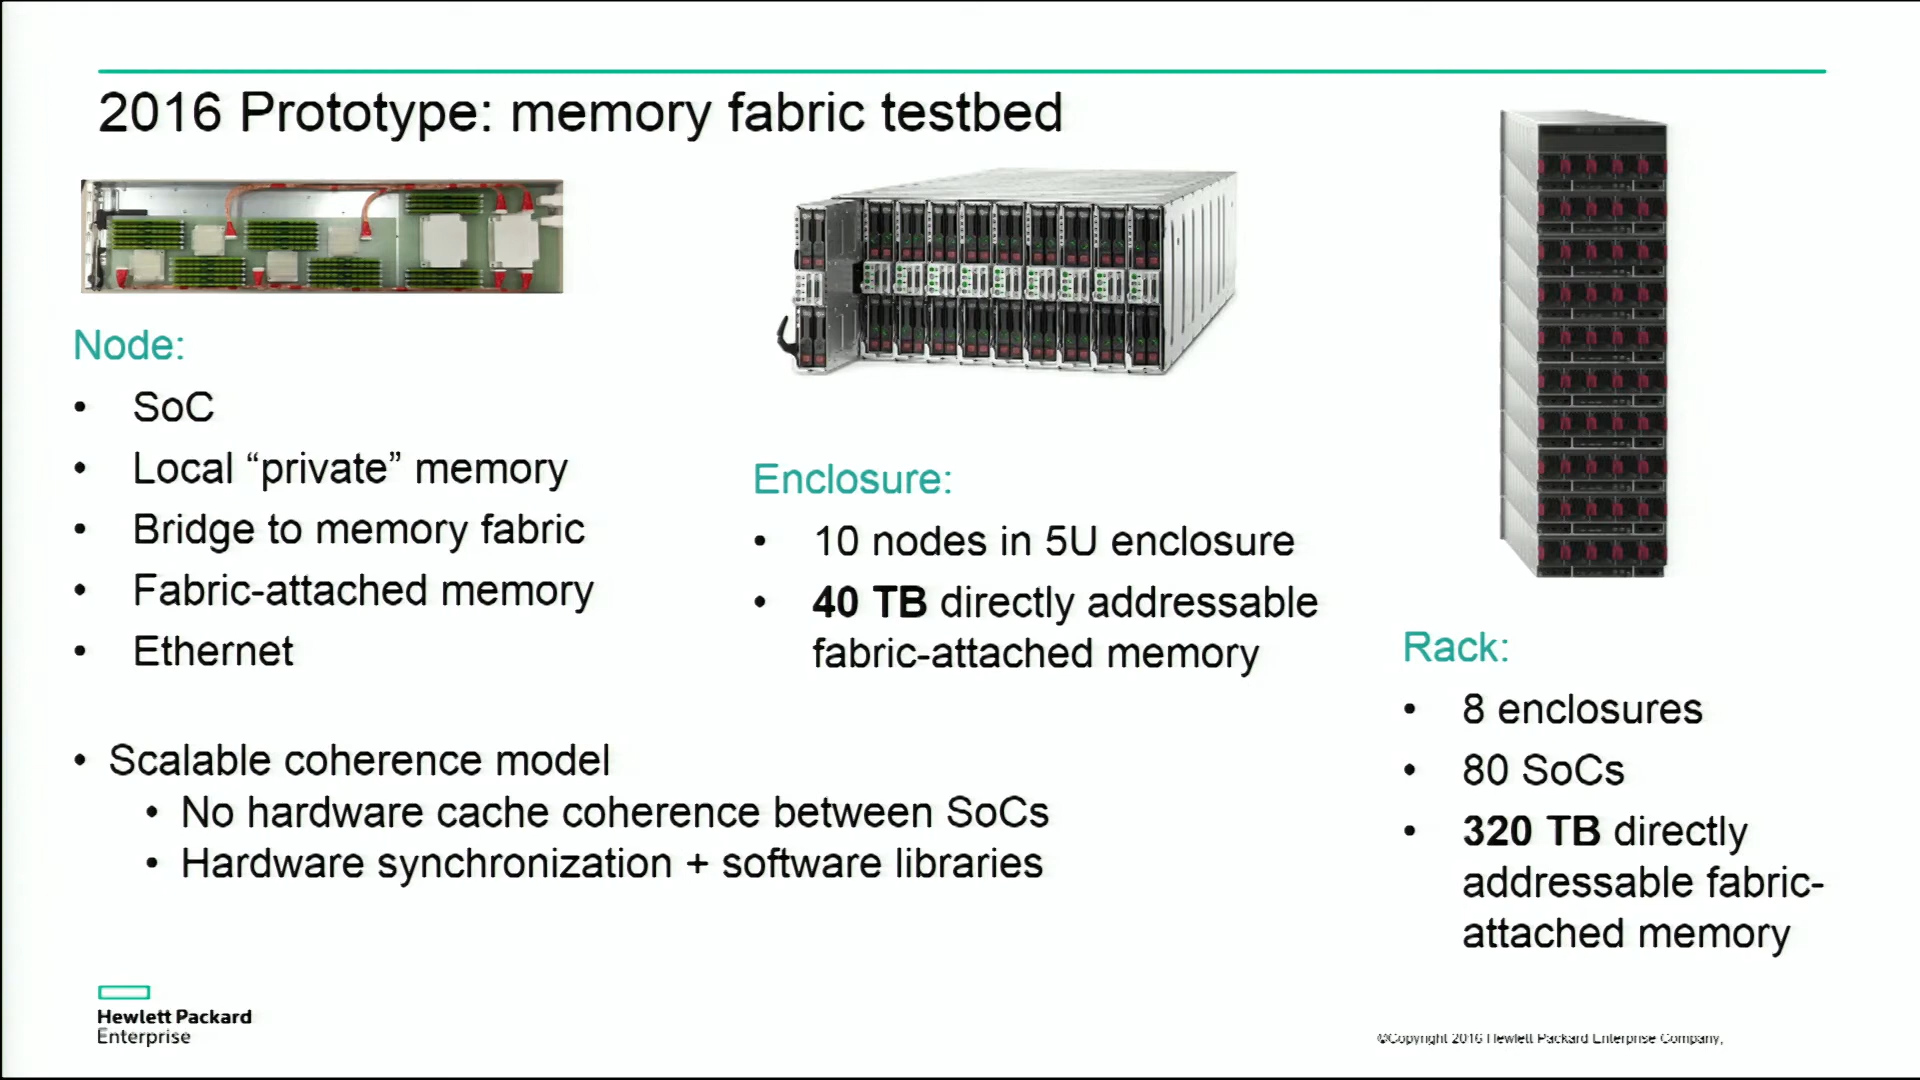 2016 Prototype: memory fabric testbed
Node:
• SoC
• Local “private” memory
• Bridge to memory fabric
• Fabric-attached memory
• Ethernet
• Scalable coherence model
• No hardware cache coherence between SoCs
• Hardware synchronization + software libraries
Enclosure:
• 10 nodes in 5U enclosure
• 40 TB directly addressable
fabric-attached memory
Rack:
• 8 enclosures
• 80 SoCs
• 320 TB directly
addressable fabric-
attached memory
Hewlett Packard
Enterprise
©Copyright 2016 Hewlett Packard Enterprise Company,